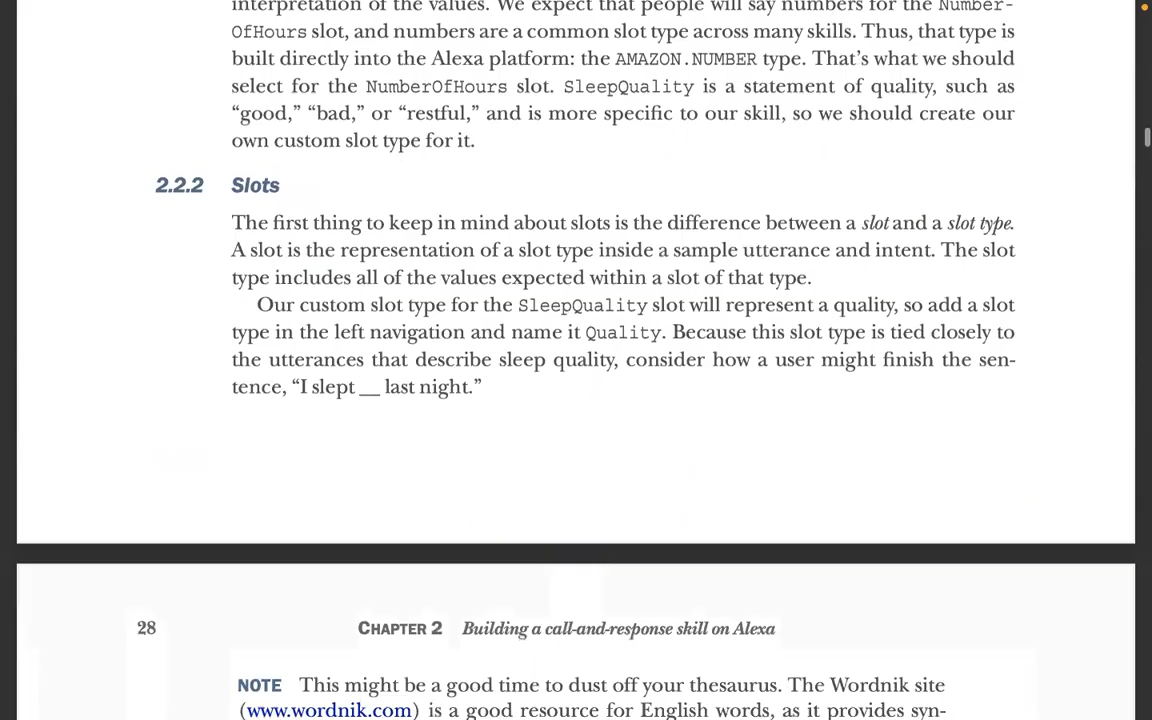 interpretation of the values. We expect that people will say numbers for the Number-
OfHours slot, and numbers are a common slot type across many skills. Thus, that type is
built directly into the Alexa platform: the AMAZON.NUMBER type. That’s what we should
select for the NumberOfHours slot. SleepQuality is a statement of quality, such as
“good,” “bad,” or “restful,” and is more specific to our skill, so we should create our
own custom slot type for it.
2.2.2 Slots
The first thing to keep in mind about slots is the difference between a slot and a slot type.
A slot is the representation of a slot type inside a sample utterance and intent. The slot
type includes all of the values expected within a slot of that type.
Our custom slot type for the SleepQuality slot will represent a quality, so add a slot
type in the left navigation and name it Quality. Because this slot type is tied closely to
the utterances that describe sleep quality, consider how a user might finish the sen-
tence, “I slept __ last night.”
28 CHAPTER 2 Building a call-and-response skill on Alexa
NOTE This might be a good time to dust off your thesaurus. The Wordnik site
(www.wordnik.com) is a good resource for English words, as it provides syn-